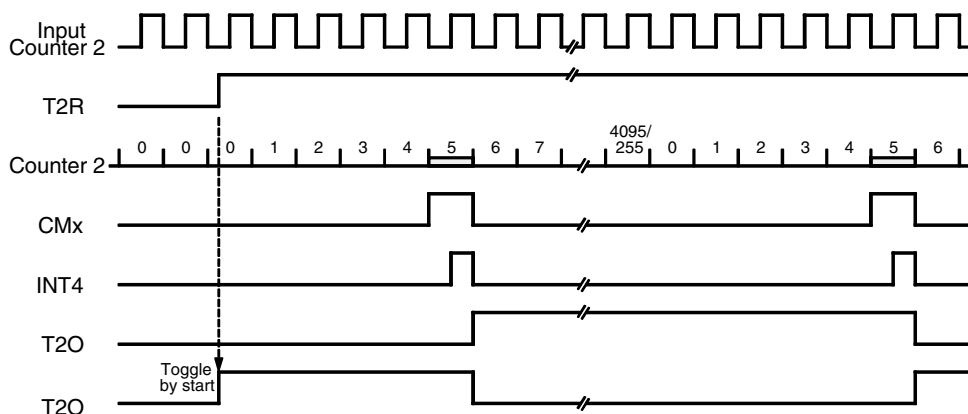 Input
Counter 2
T2R
4095/
0 0 0 1 2 3 4 5 6 7 255 0 1 2 3 4 5 6
Counter 2
CMx
INT4
T2O
Toggle
by start
T2O